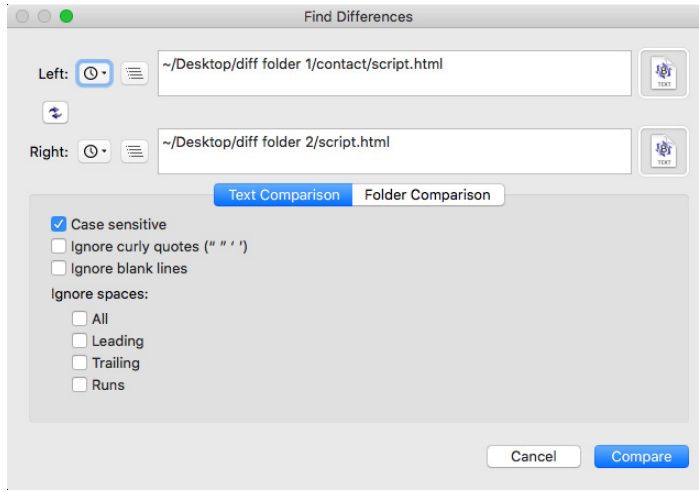 Find Differences
Left:
~/Desktop/diff folder 1/contact/script.html
TEXT
Right:
~/Desktop/diff folder 2/script.html
TEXT
Text Comparison
Folder Comparison
Case sensitive
Ignore curly quotes (“ ” ‘ ’)
Ignore blank lines
Ignore spaces:
All
Leading
Trailing
Runs
Cancel
Compare